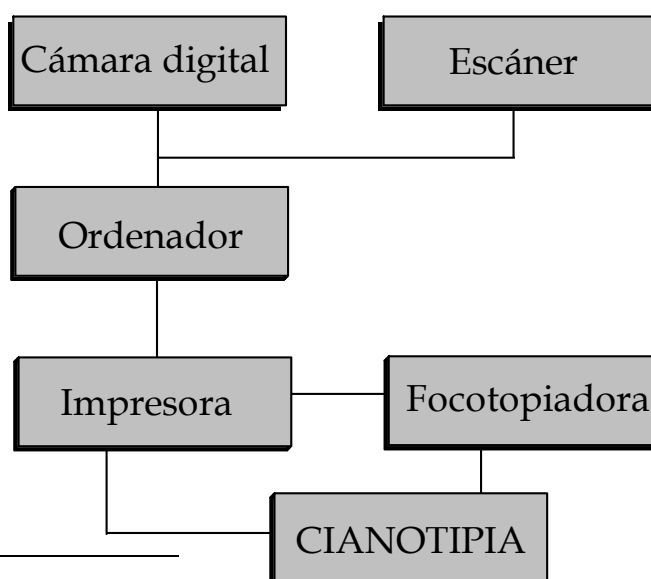 Cámara digital
Escáner
Ordenador
Impresora
Focotopiadora
CIANOTIPIA